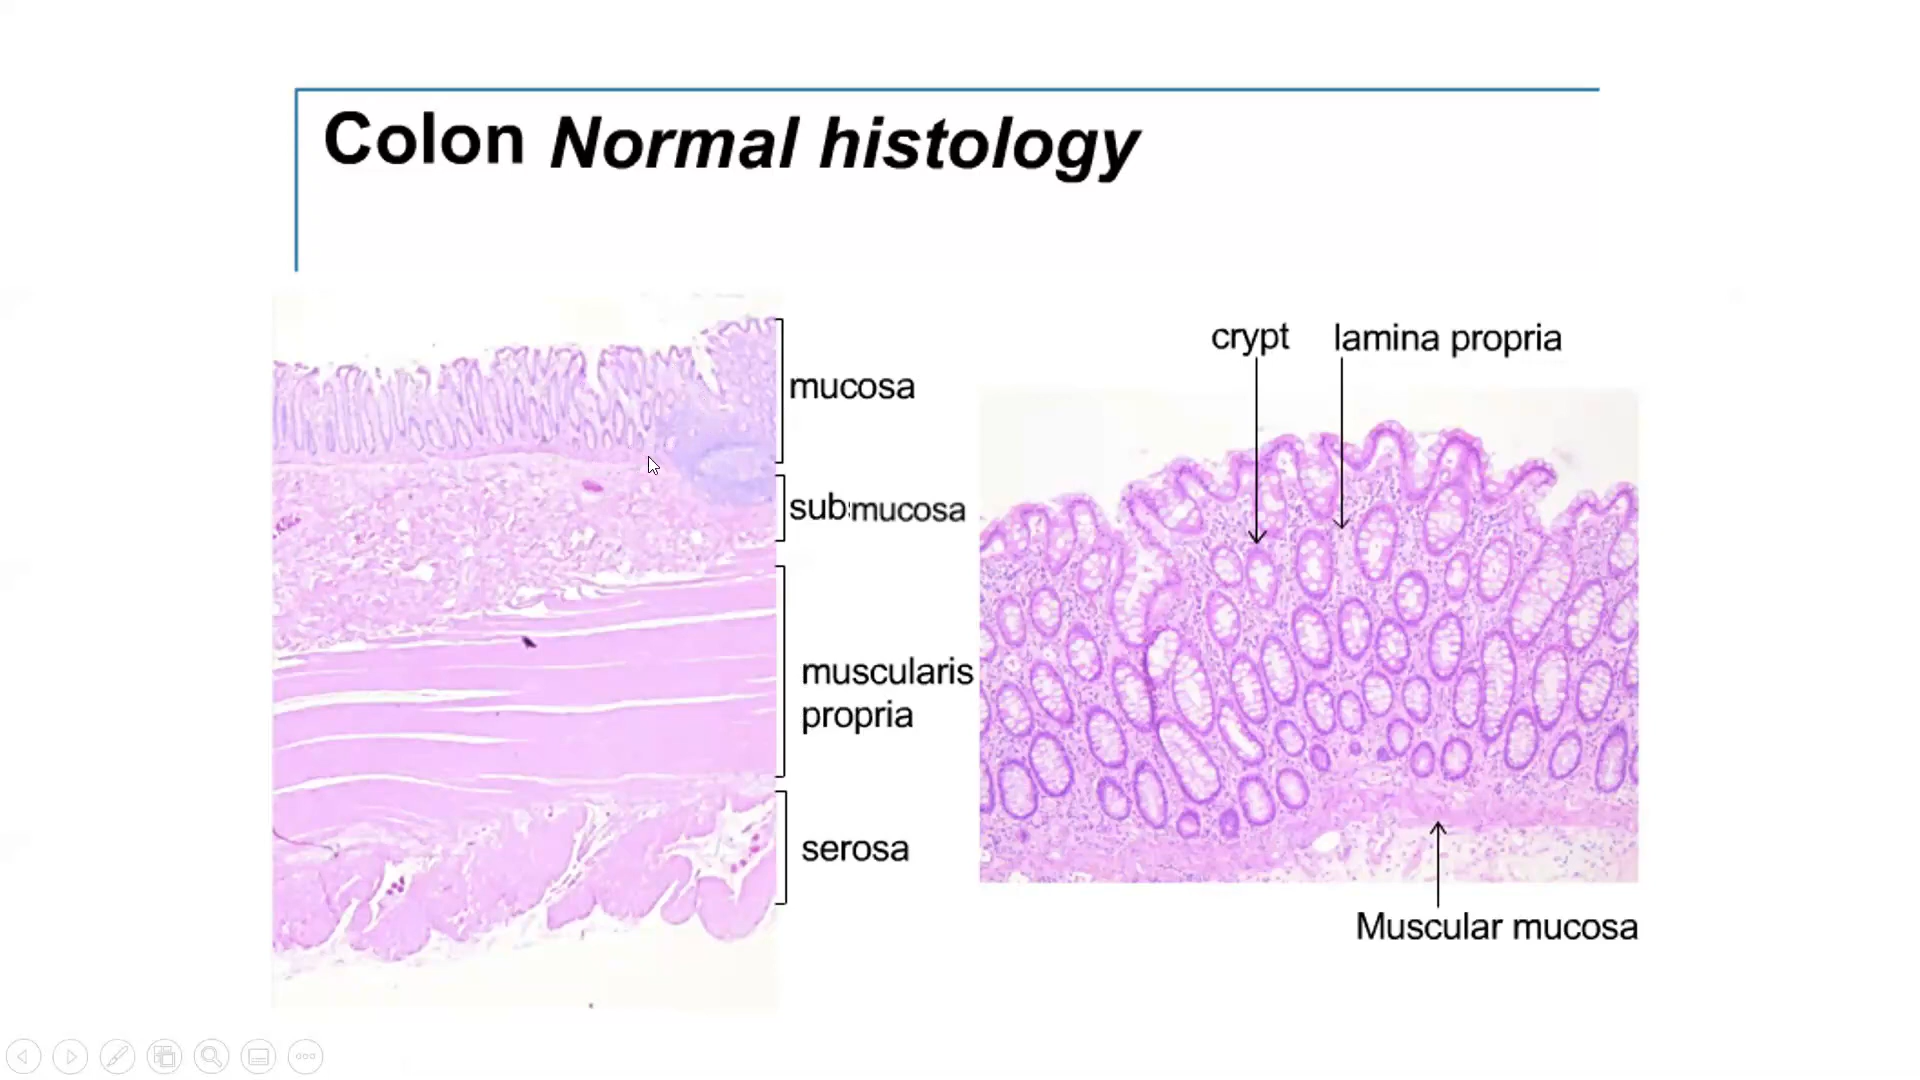 Colon Normal histology
crypt
lamina propria
mucosa
submucosa
muscularis
propria
serosa
Muscular mucosa